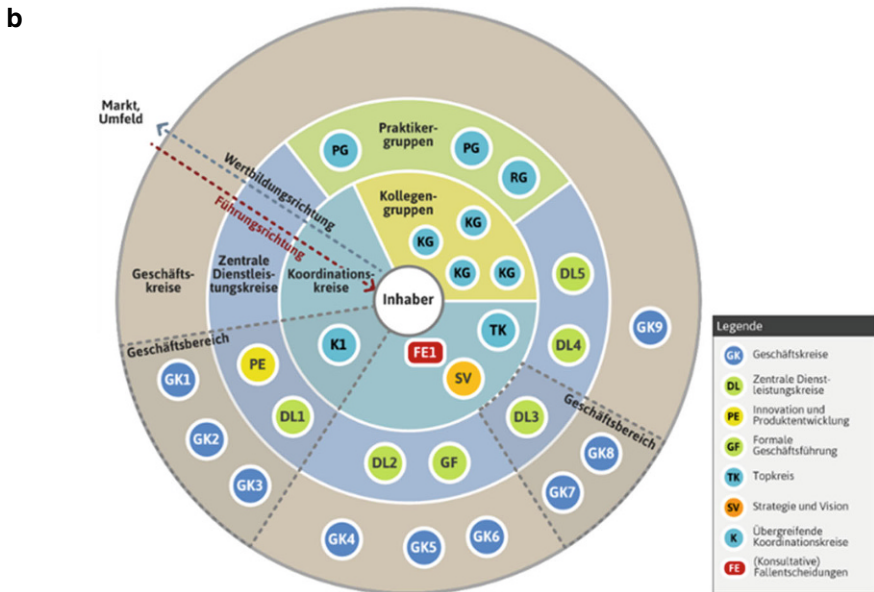 b
Markt,
Umfeld
Wertbildungsrichtung
Führungsrichtung
Praktiker-
gruppen
PG
PG
RG
Kollegen-
gruppen
KG
KG
KG
KG
Geschäfts-
kreise
Zentrale
Dienstleis-
tungskreise
Koordinations-
kreise
Inhaber
DL5
DL4
GK9
TK
K1
FE1
SV
Geschäftsbereich
GK1
PE
DL1
GK2
GK3
DL2
GF
DL3
Geschäftsbereich
GK8
GK7
GK4
GK5
GK6
Legende
GK Geschäftskreise
DL Zentrale Dienst-
leistungskreise
PE Innovation und
Produktentwicklung
GF Formale
Geschäftsführung
TK Topkreis
SV Strategie und Vision
K Übergreifende
Koordinationskreise
FE (Konsultative)
Fallentscheidungen